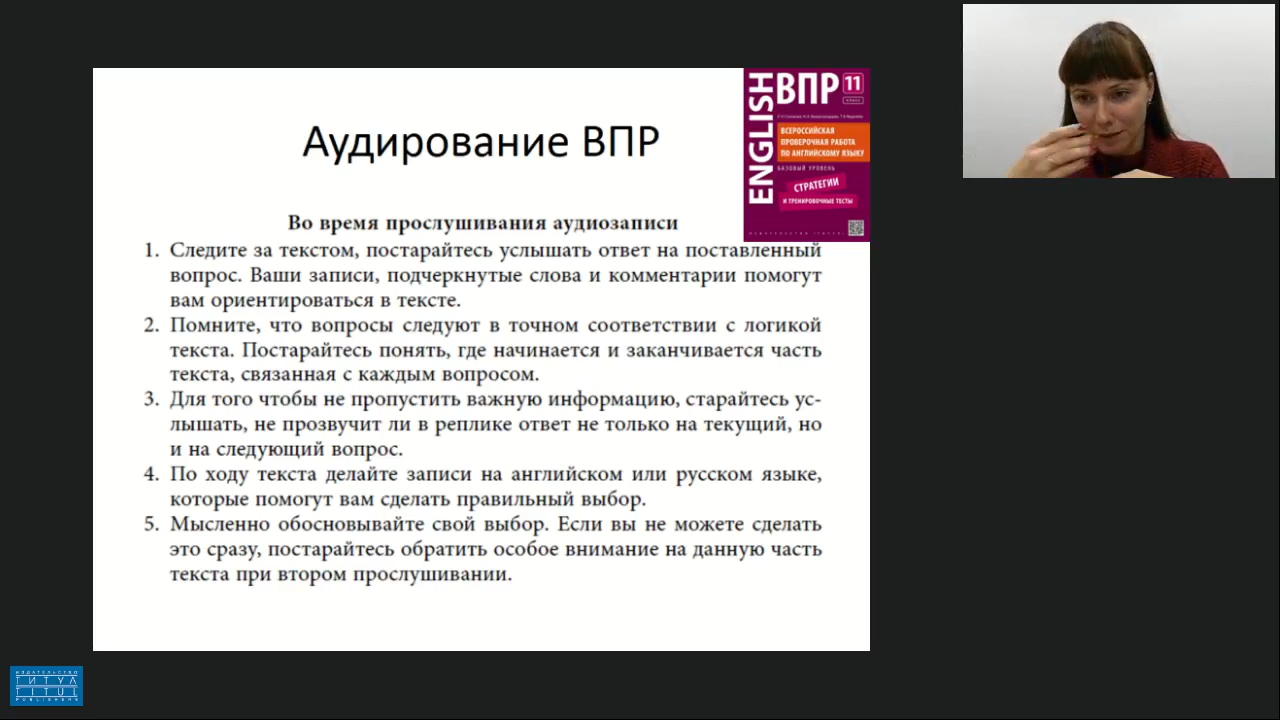 Аудирование ВПР
ENGLISH
ВПР 11
КЛАСС
ВСЕРОССИЙСКАЯ
ПРОВЕРОЧНАЯ РАБОТА
ПО АНГЛИЙСКОМУ ЯЗЫКУ
БАЗОВЫЙ УРОВЕНЬ
СТРАТЕГИИ
И ТРЕНИРОВОЧНЫЕ ТЕСТЫ
Во время прослушивания аудиозаписи
1. Следите за текстом, постарайтесь услышать ответ на поставленный
вопрос. Ваши записи, подчеркнутые слова и комментарии помогут
вам ориентироваться в тексте.
2. Помните, что вопросы следуют в точном соответствии с логикой
текста. Постарайтесь понять, где начинается и заканчивается часть
текста, связанная с каждым вопросом.
3. Для того чтобы не пропустить важную информацию, старайтесь ус-
лышать, не прозвучит ли в реплике ответ не только на текущий, но
и на следующий вопрос.
4. По ходу текста делайте записи на английском или русском языке,
которые помогут вам сделать правильный выбор.
5. Мысленно обосновывайте свой выбор. Если вы не можете сделать
это сразу, постарайтесь обратить особое внимание на данную часть
текста при втором прослушивании.
ИЗДАТЕЛЬСТВО
ТИТУЛ
TITUL
PUBLISHERS